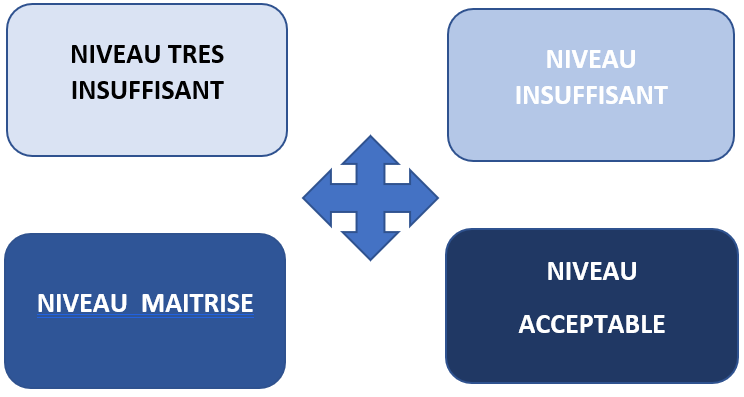 NIVEAU TRES
INSUFFISANT
NIVEAU
INSUFFISANT
NIVEAU MAITRISE
NIVEAU
ACCEPTABLE